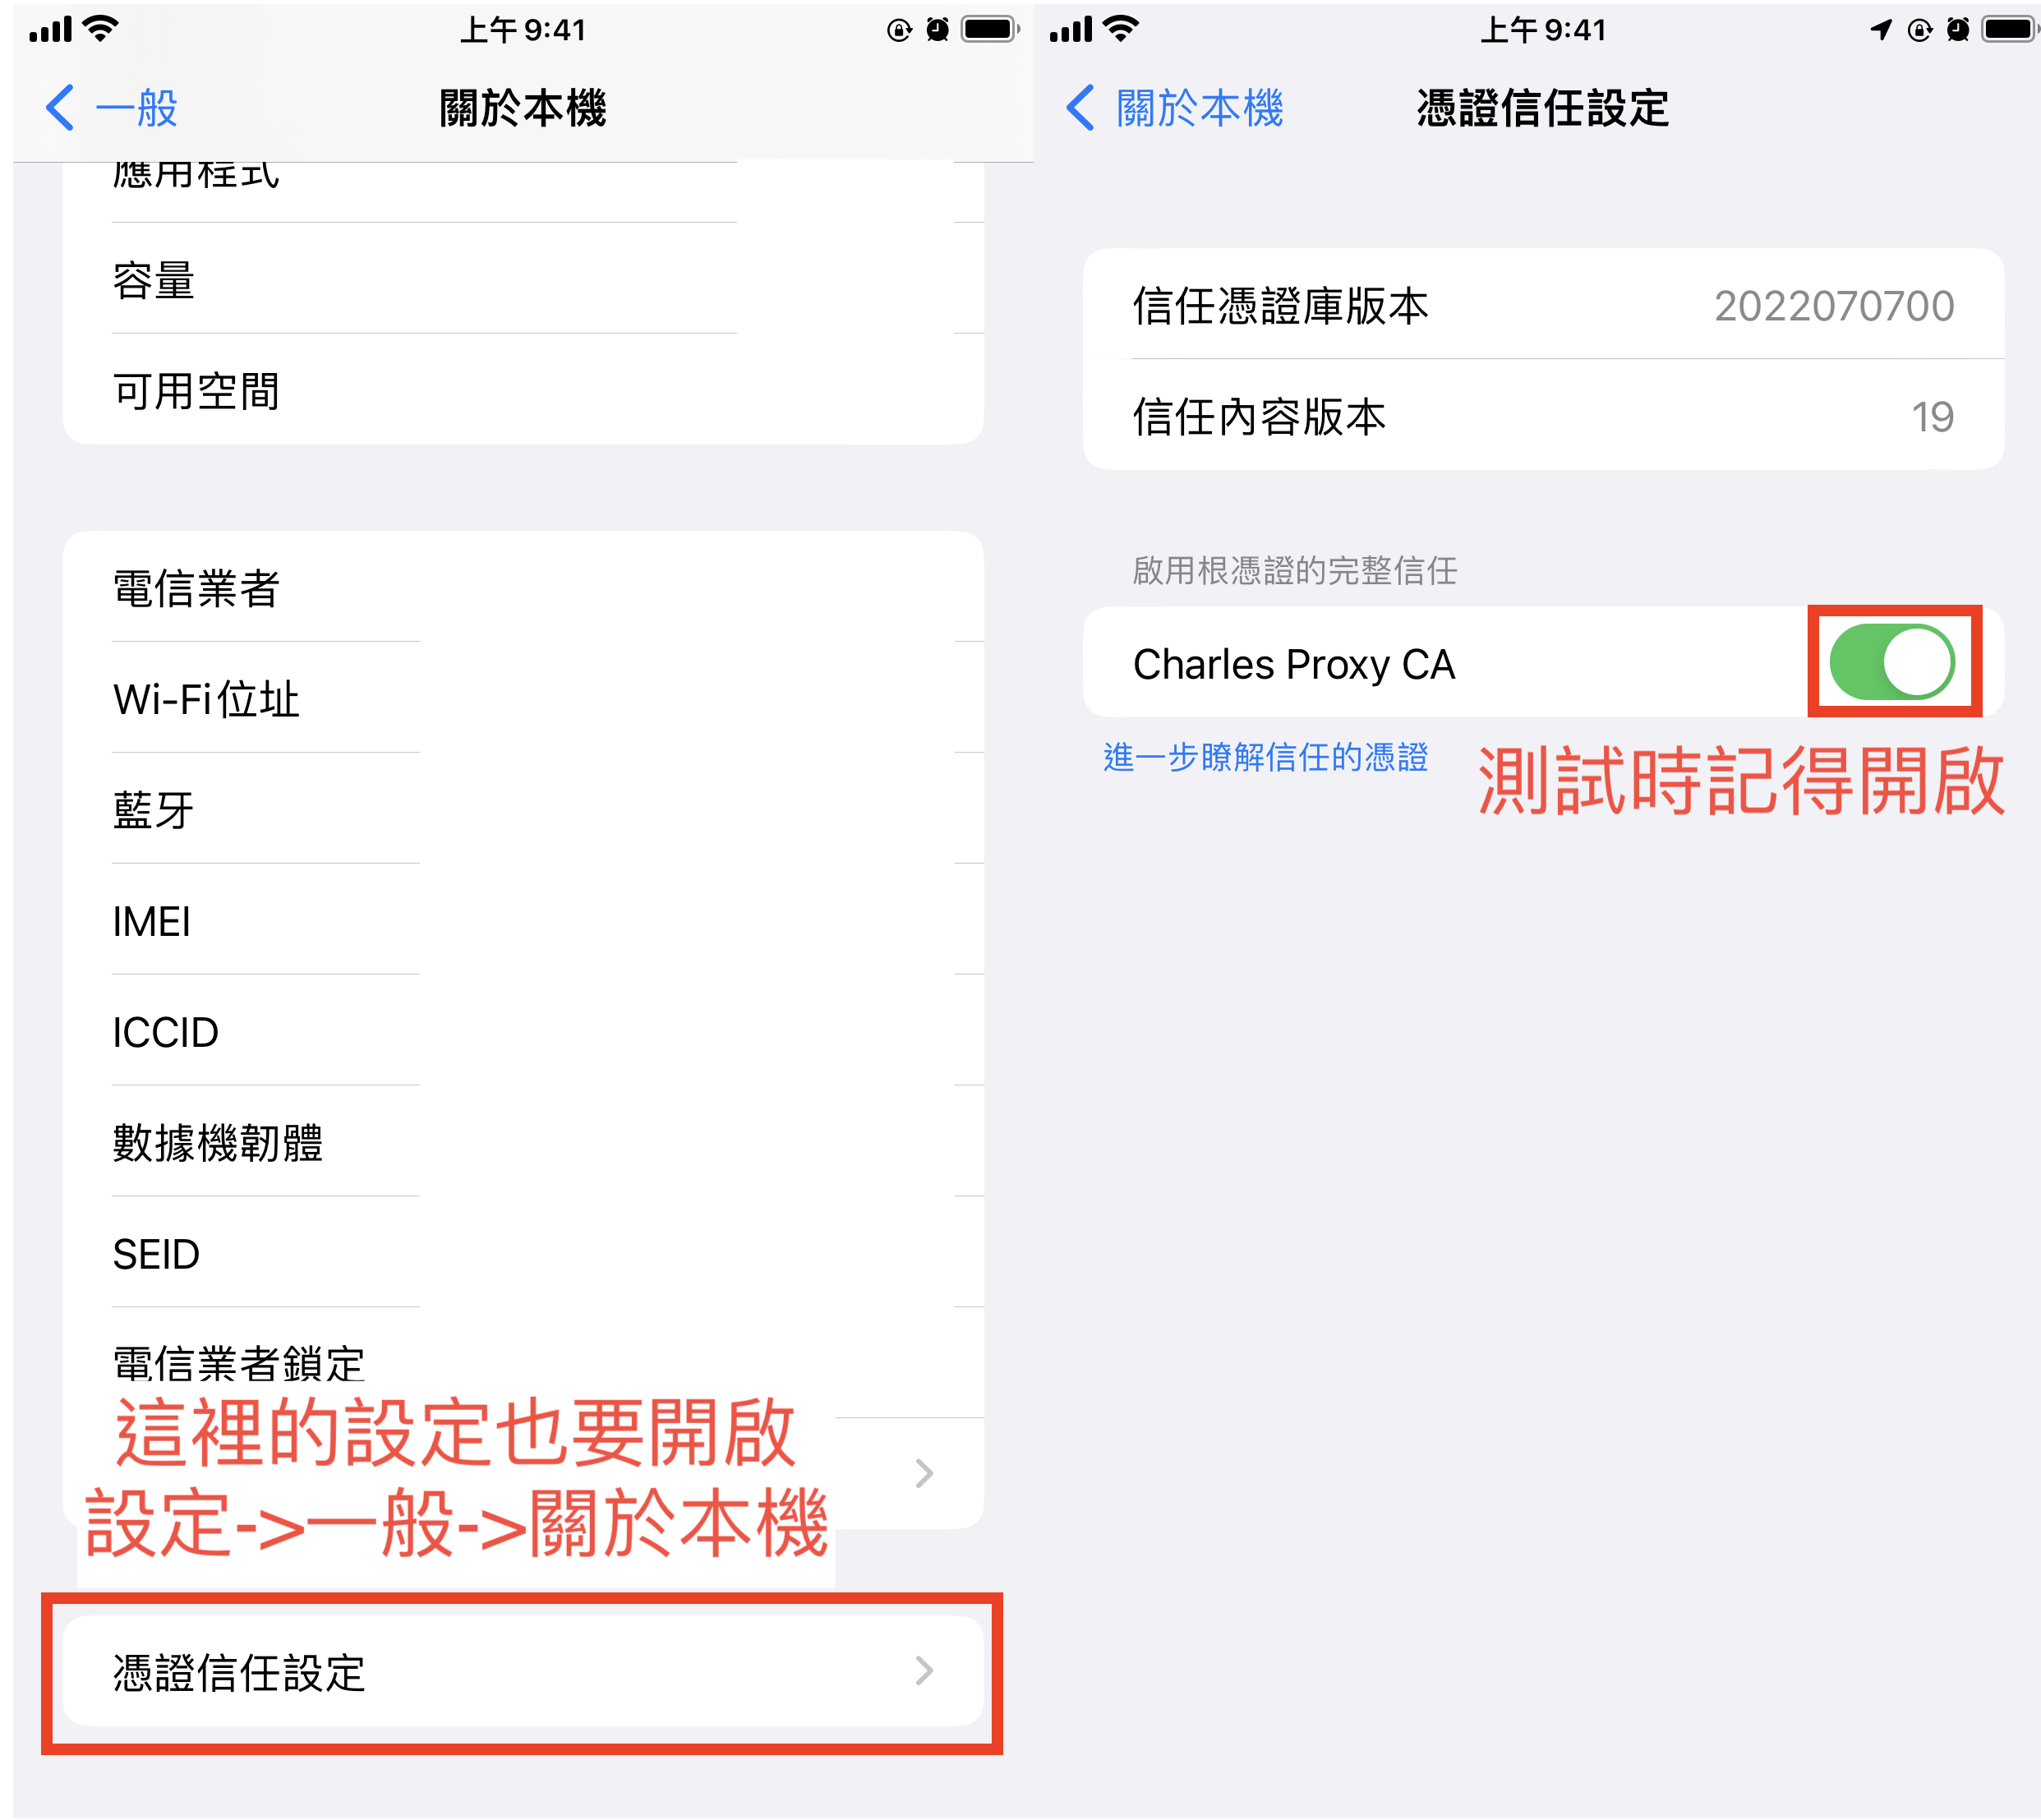 上午 9:41
一般
關於本機
應用程式
容量
可用空間
電信業者
Wi-Fi 位址
藍牙
IMEI
ICCID
數據機韌體
SEID
電信業者鎖定
這裡的設定也要開啟
設定->一般->關於本機
憑證信任設定
上午 9:41
關於本機
憑證信任設定
信任憑證庫版本 2022070700
信任內容版本 19
啟用根憑證的完整信任
Charles Proxy CA
進一步瞭解信任的憑證
測試時記得開啟